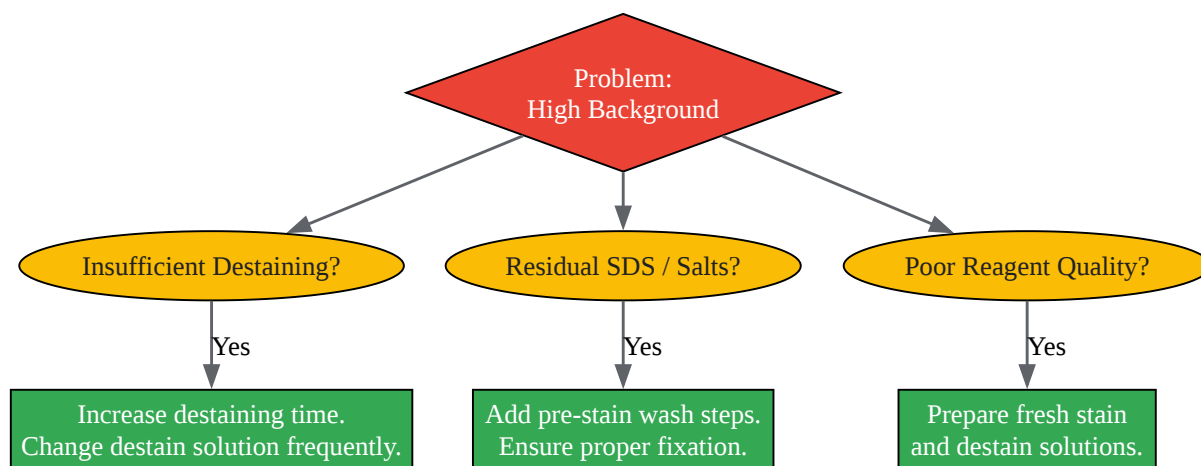 Problem:
High Background
Insufficient Destaining?
Residual SDS / Salts?
Poor Reagent Quality?
Yes
Yes
Yes
Increase destaining time.
Change destain solution frequently.
Add pre-stain wash steps.
Ensure proper fixation.
Prepare fresh stain
and destain solutions.